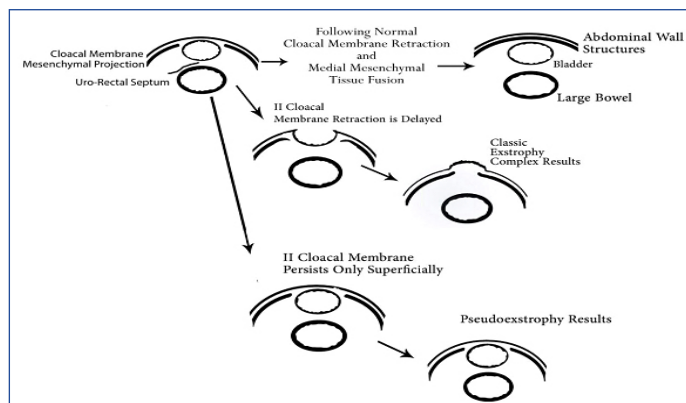 Cloacal Membrane
Mesenchymal Projection
Uro-Rectal Septum
Following Normal
Cloacal Membrane Retraction
and
Medial Mesenchymal
Tissue Fusion
Abdominal Wall
Structures
Bladder
Large Bowel
II Cloacal
Membrane Retraction is Delayed
Classic
Exstrophy
Complex Results
II Cloacal Membrane
Persists Only Superficially
Pseudoexstrophy Results